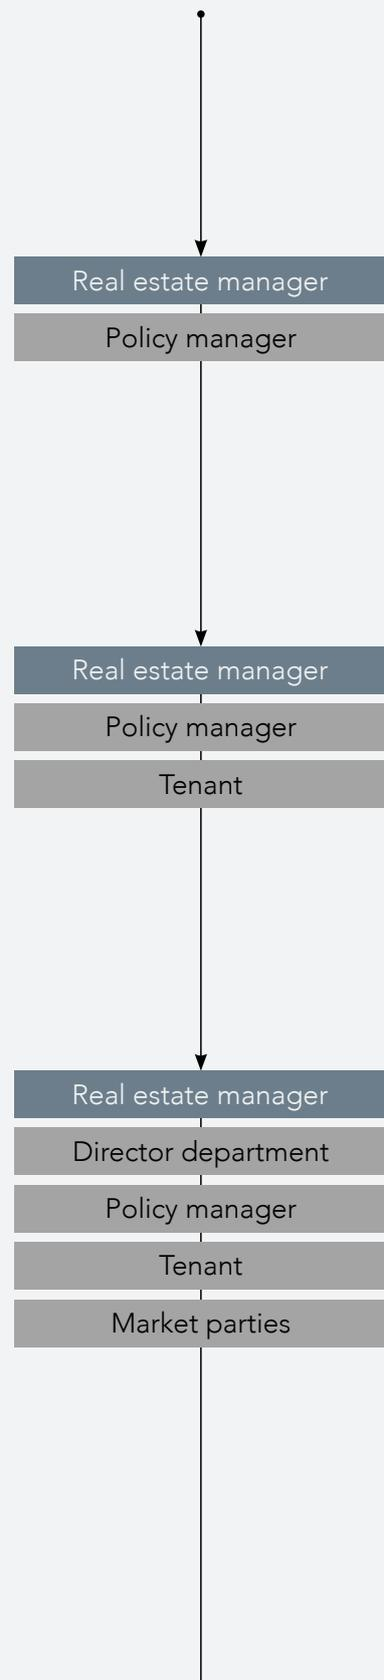 Real estate manager
Policy manager
Real estate manager
Policy manager
Tenant
Real estate manager
Director department
Policy manager
Tenant
Market parties